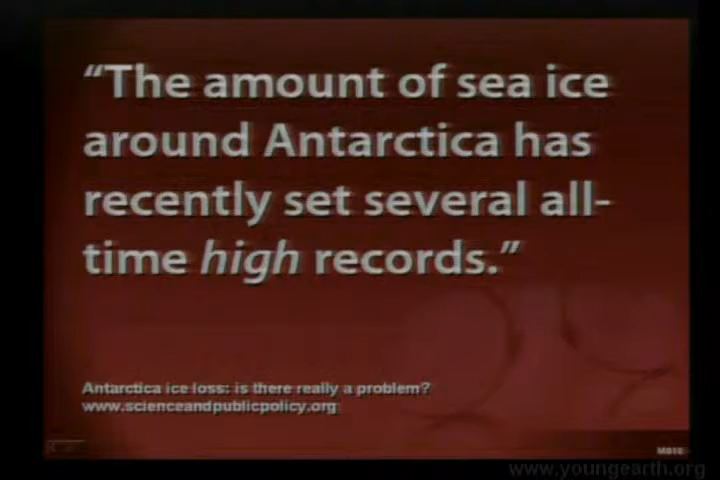 “The amount of sea ice
around Antarctica has
recently set several all-
time high records.”
Antarctica ice loss: is there really a problem?
www.scienceandpublicpolicy.org
www.youngearth.org